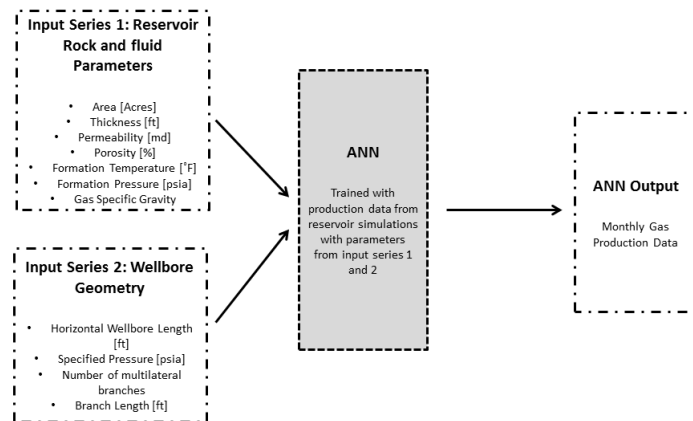 Input Series 1: Reservoir
Rock and fluid
Parameters
• Area [Acres]
• Thickness [ft]
• Permeability [md]
• Porosity [%]
• Formation Temperature [˚F]
• Formation Pressure [psia]
• Gas Specific Gravity
Input Series 2: Wellbore
Geometry
• Horizontal Wellbore Length
[ft]
• Specified Pressure [psia]
• Number of multilateral
branches
• Branch Length [ft]
ANN
Trained with
production data from
reservoir simulations
with parameters
from input series 1
and 2
ANN Output
Monthly Gas
Production Data